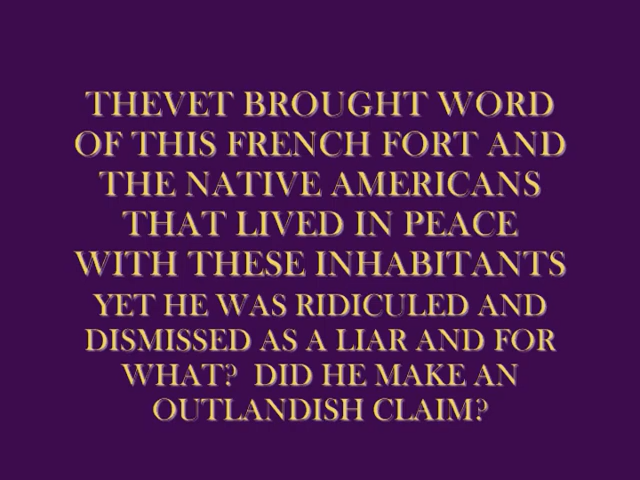 THEVET BROUGHT WORD
OF THIS FRENCH FORT AND
THE NATIVE AMERICANS
THAT LIVED IN PEACE
WITH THESE INHABITANTS
YET HE WAS RIDICULED AND
DISMISSED AS A LIAR AND FOR
WHAT?  DID HE MAKE AN
OUTLANDISH CLAIM?